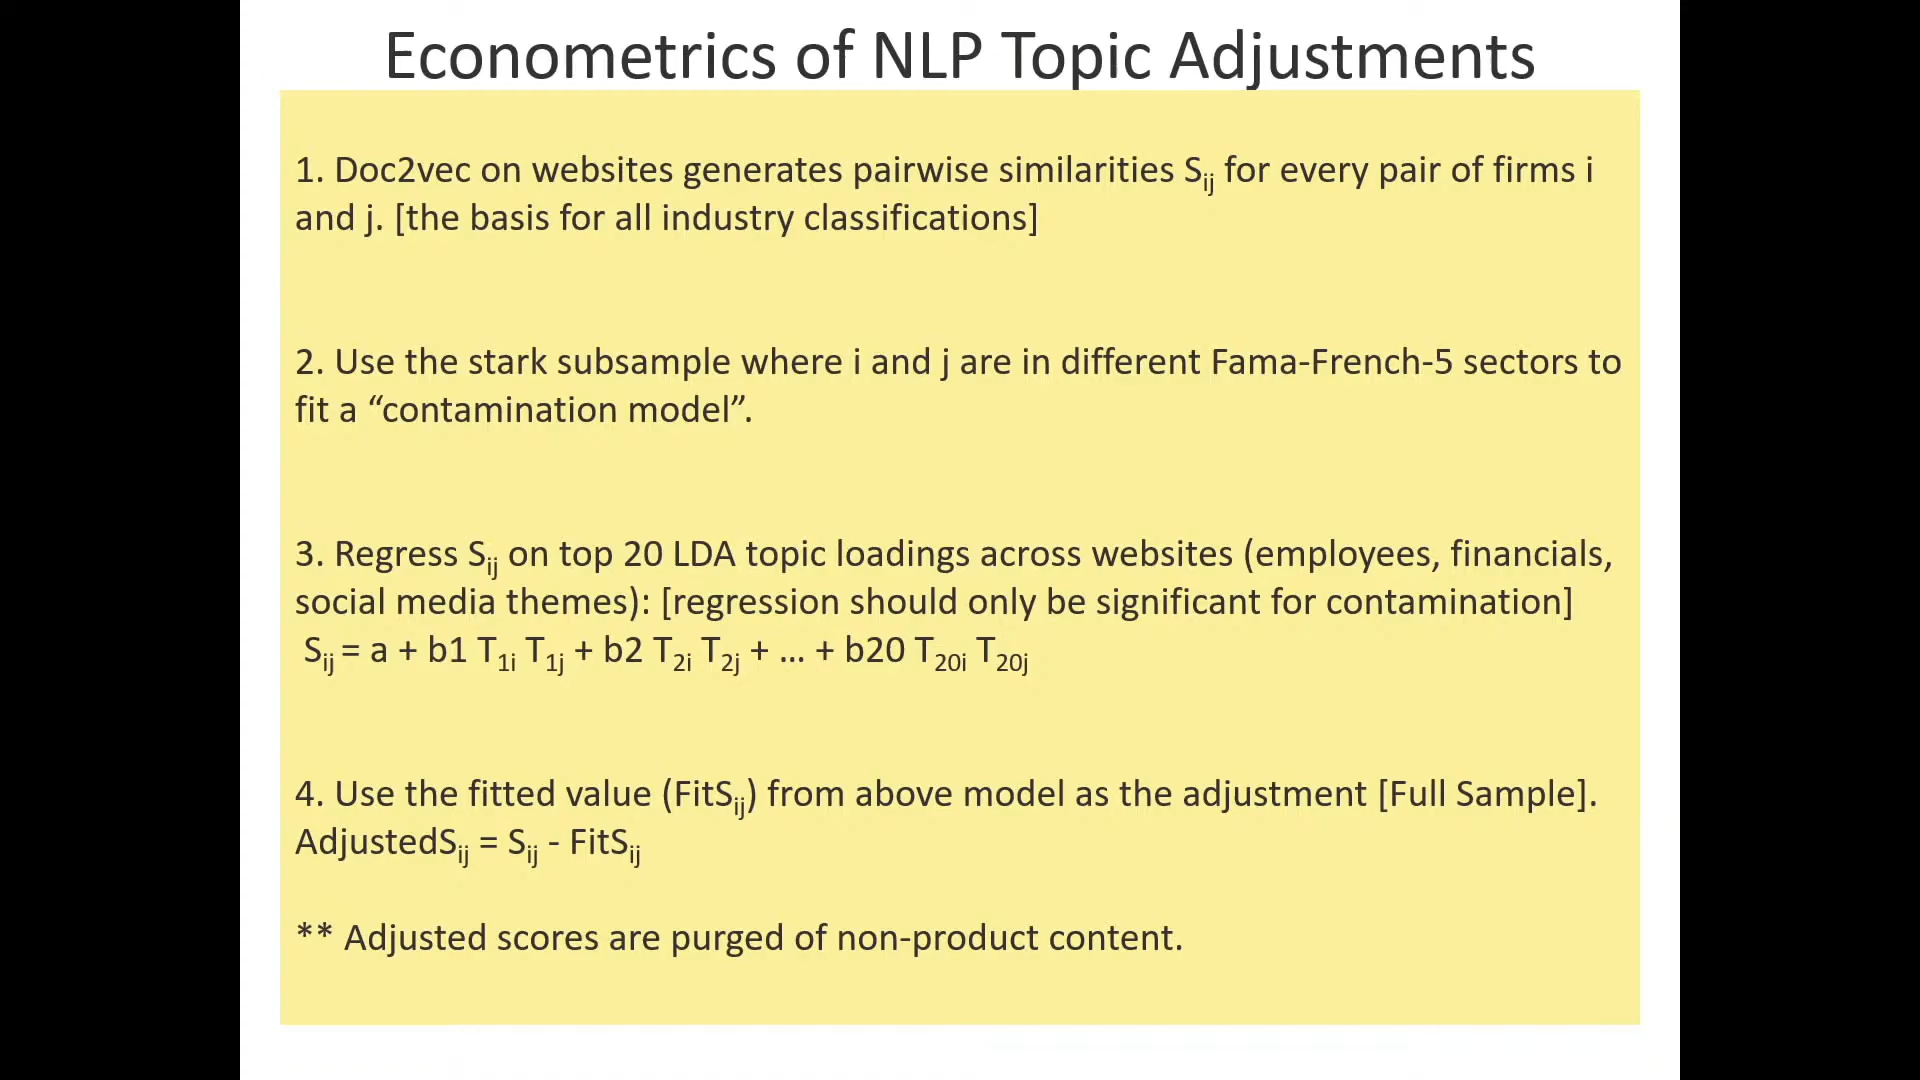 Econometrics of NLP Topic Adjustments
1. Doc2vec on websites generates pairwise similarities Sij for every pair of firms i
and j. [the basis for all industry classifications]
2. Use the stark subsample where i and j are in different Fama-French-5 sectors to
fit a “contamination model”.
3. Regress Sij on top 20 LDA topic loadings across websites (employees, financials,
social media themes): [regression should only be significant for contamination]
Sij = a + b1 T1i T1j + b2 T2i T2j + ... + b20 T20i T20j
4. Use the fitted value (FitSij) from above model as the adjustment [Full Sample].
AdjustedSij = Sij - FitSij
** Adjusted scores are purged of non-product content.